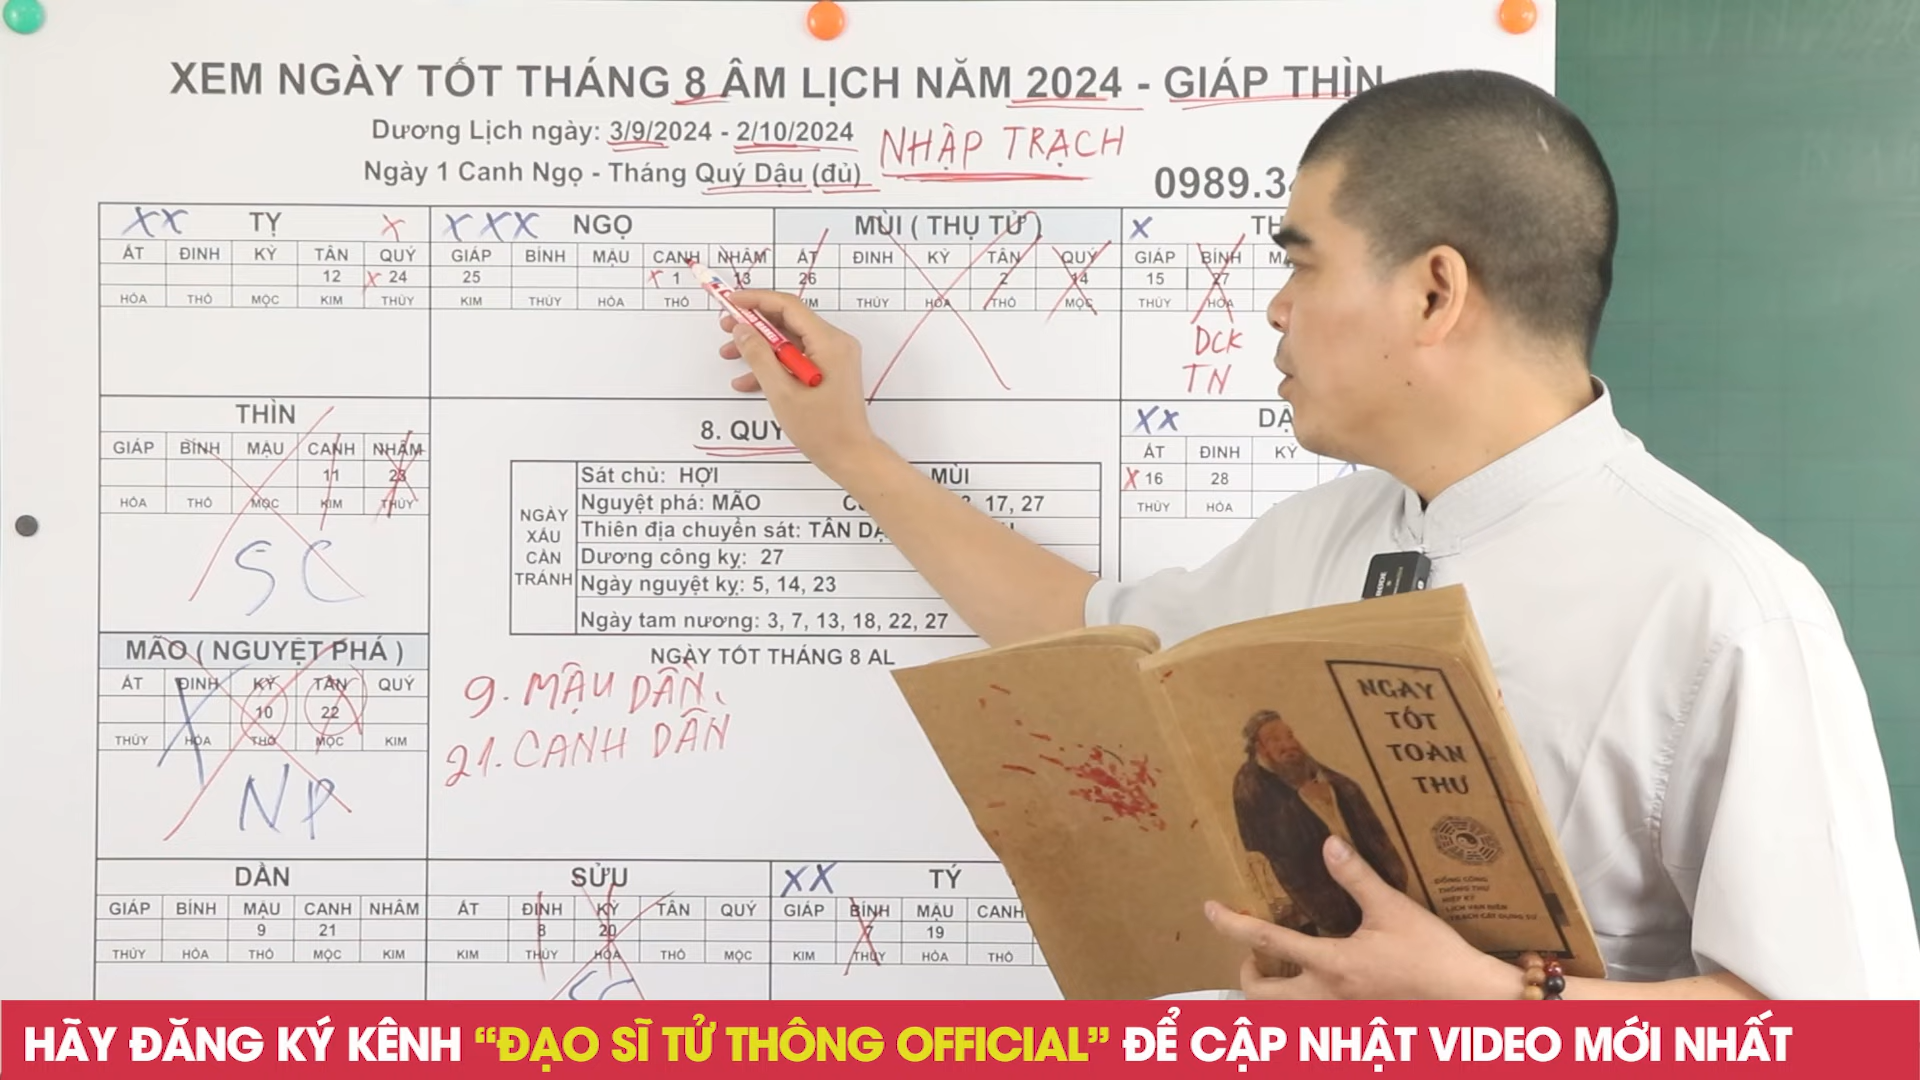 XEM NGÀY TỐT THÁNG 8 ÂM LỊCH NĂM 2024 - GIÁP THÌN
Dương Lịch ngày: 3/9/2024 - 2/10/2024
NHẬP TRẠCH
Ngày 1 Canh Ngọ - Tháng Quý Dậu (đủ)
0989.3
XX TỴ X
ẤT ĐINH KỶ TÂN QUÝ
12 X 24
HỎA THỔ MỘC KIM THỦY
XXX NGỌ
GIÁP BÍNH MẬU CANH NHÂM
25 X 1 13
KIM THỦY HỎA THỔ
MÙI ( THỤ TỬ )
ẤT ĐINH KỶ TÂN QUÝ
26 2 14
KIM THỦY HỎA THỔ MỘC
X TH
GIÁP BÍNH
15 27
THỦY HỎA
DCK
TN
THÌN
GIÁP BÍNH MẬU CANH NHÂM
11 23
HỎA THỔ MỘC KIM THỦY
SC
8. QUÝ
NGÀY XẤU CẦN TRÁNH
Sát chủ: HỢI MÙI
Nguyệt phá: MÃO 17, 27
Thiên địa chuyển sát: TÂN
Dương công kỵ: 27
Ngày nguyệt kỵ: 5, 14, 23
Ngày tam nương: 3, 7, 13, 18, 22, 27
XX
ẤT ĐINH KỶ
X 16 28
THỦY HỎA
MÃO ( NGUYỆT PHÁ )
ẤT ĐINH KỶ TÂN QUÝ
10 22
THỦY HỎA THỔ MỘC KIM
NP
NGÀY TỐT THÁNG 8 AL
9. MẬU DẦN,
21. CANH DẦN
DẦN
GIÁP BÍNH MẬU CANH NHÂM
9 21
THỦY HỎA THỔ MỘC KIM
SỬU
ẤT ĐINH KỶ TÂN QUÝ
8 20
KIM THỦY HỎA THỔ MỘC
SC
XX TÝ
GIÁP BÍNH MẬU CANH
7 19
KIM THỦY HỎA THỔ
NGÀY
TỐT
TOÀN
THƯ
HÃY ĐĂNG KÝ KÊNH “ĐẠO SĨ TỬ THÔNG OFFICIAL” ĐỂ CẬP NHẬT VIDEO MỚI NHẤT